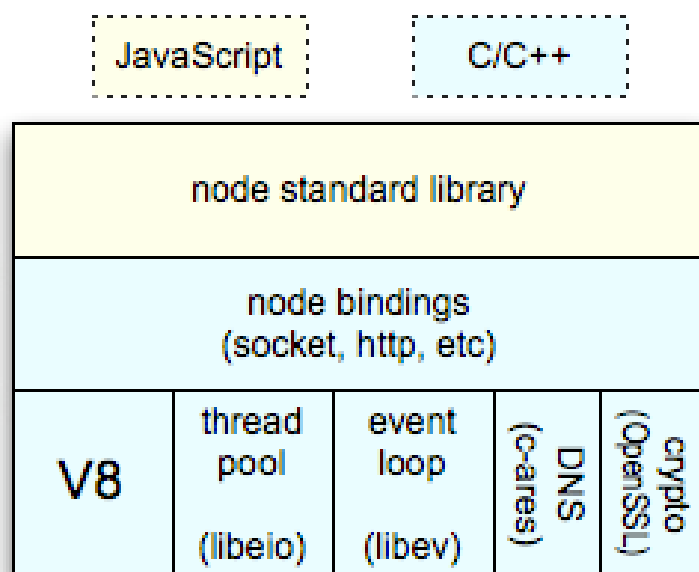 JavaScript
C/C++
node standard library
node bindings
(socket, http, etc)
V8
thread
pool
(libeio)
event
loop
(libev)
DNS
(c-ares)
crypto
(OpenSSL)